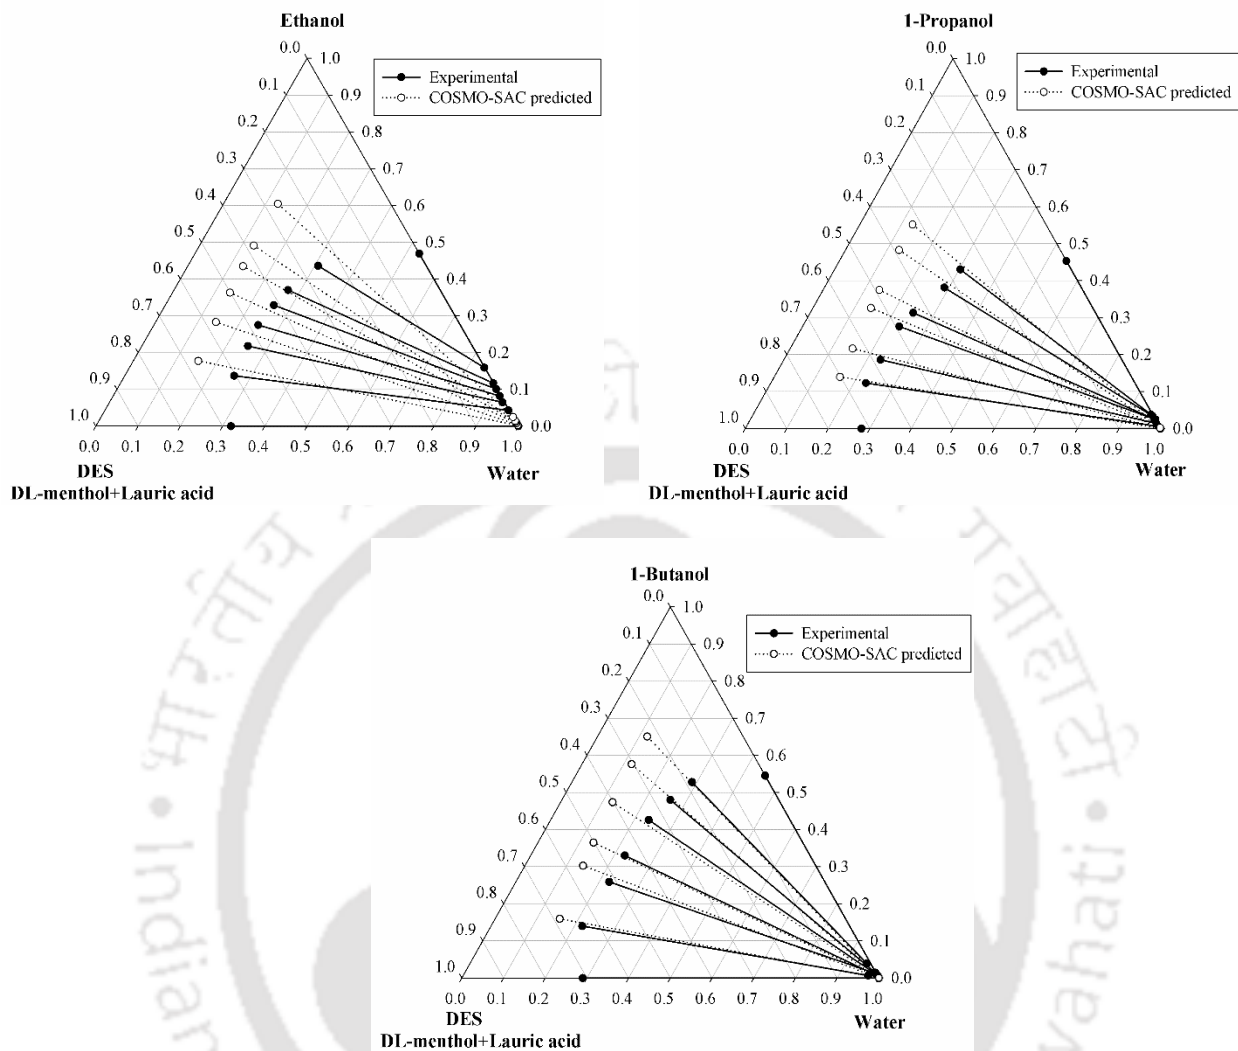 Ethanol
0.0 1.0
Experimental
COSMO-SAC predicted
0.1 0.9
0.2 0.8
0.3 0.7
0.4 0.6
0.5 0.5
0.6 0.4
0.7 0.3
0.8 0.2
0.9 0.1
1.0 0.0
0.0 0.1 0.2 0.3 0.4 0.5 0.6 0.7 0.8 0.9 1.0
DES Water
DL-menthol+Lauric acid
1-Propanol
0.0 1.0
Experimental
COSMO-SAC predicted
0.1 0.9
0.2 0.8
0.3 0.7
0.4 0.6
0.5 0.5
0.6 0.4
0.7 0.3
0.8 0.2
0.9 0.1
1.0 0.0
0.0 0.1 0.2 0.3 0.4 0.5 0.6 0.7 0.8 0.9 1.0
DES Water
DL-menthol+Lauric acid
1-Butanol
0.0 1.0
Experimental
COSMO-SAC predicted
0.1 0.9
0.2 0.8
0.3 0.7
0.4 0.6
0.5 0.5
0.6 0.4
0.7 0.3
0.8 0.2
0.9 0.1
1.0 0.0
0.0 0.1 0.2 0.3 0.4 0.5 0.6 0.7 0.8 0.9 1.0
DES Water
DL-menthol+Lauric acid
भारतीय
Indian
wahati